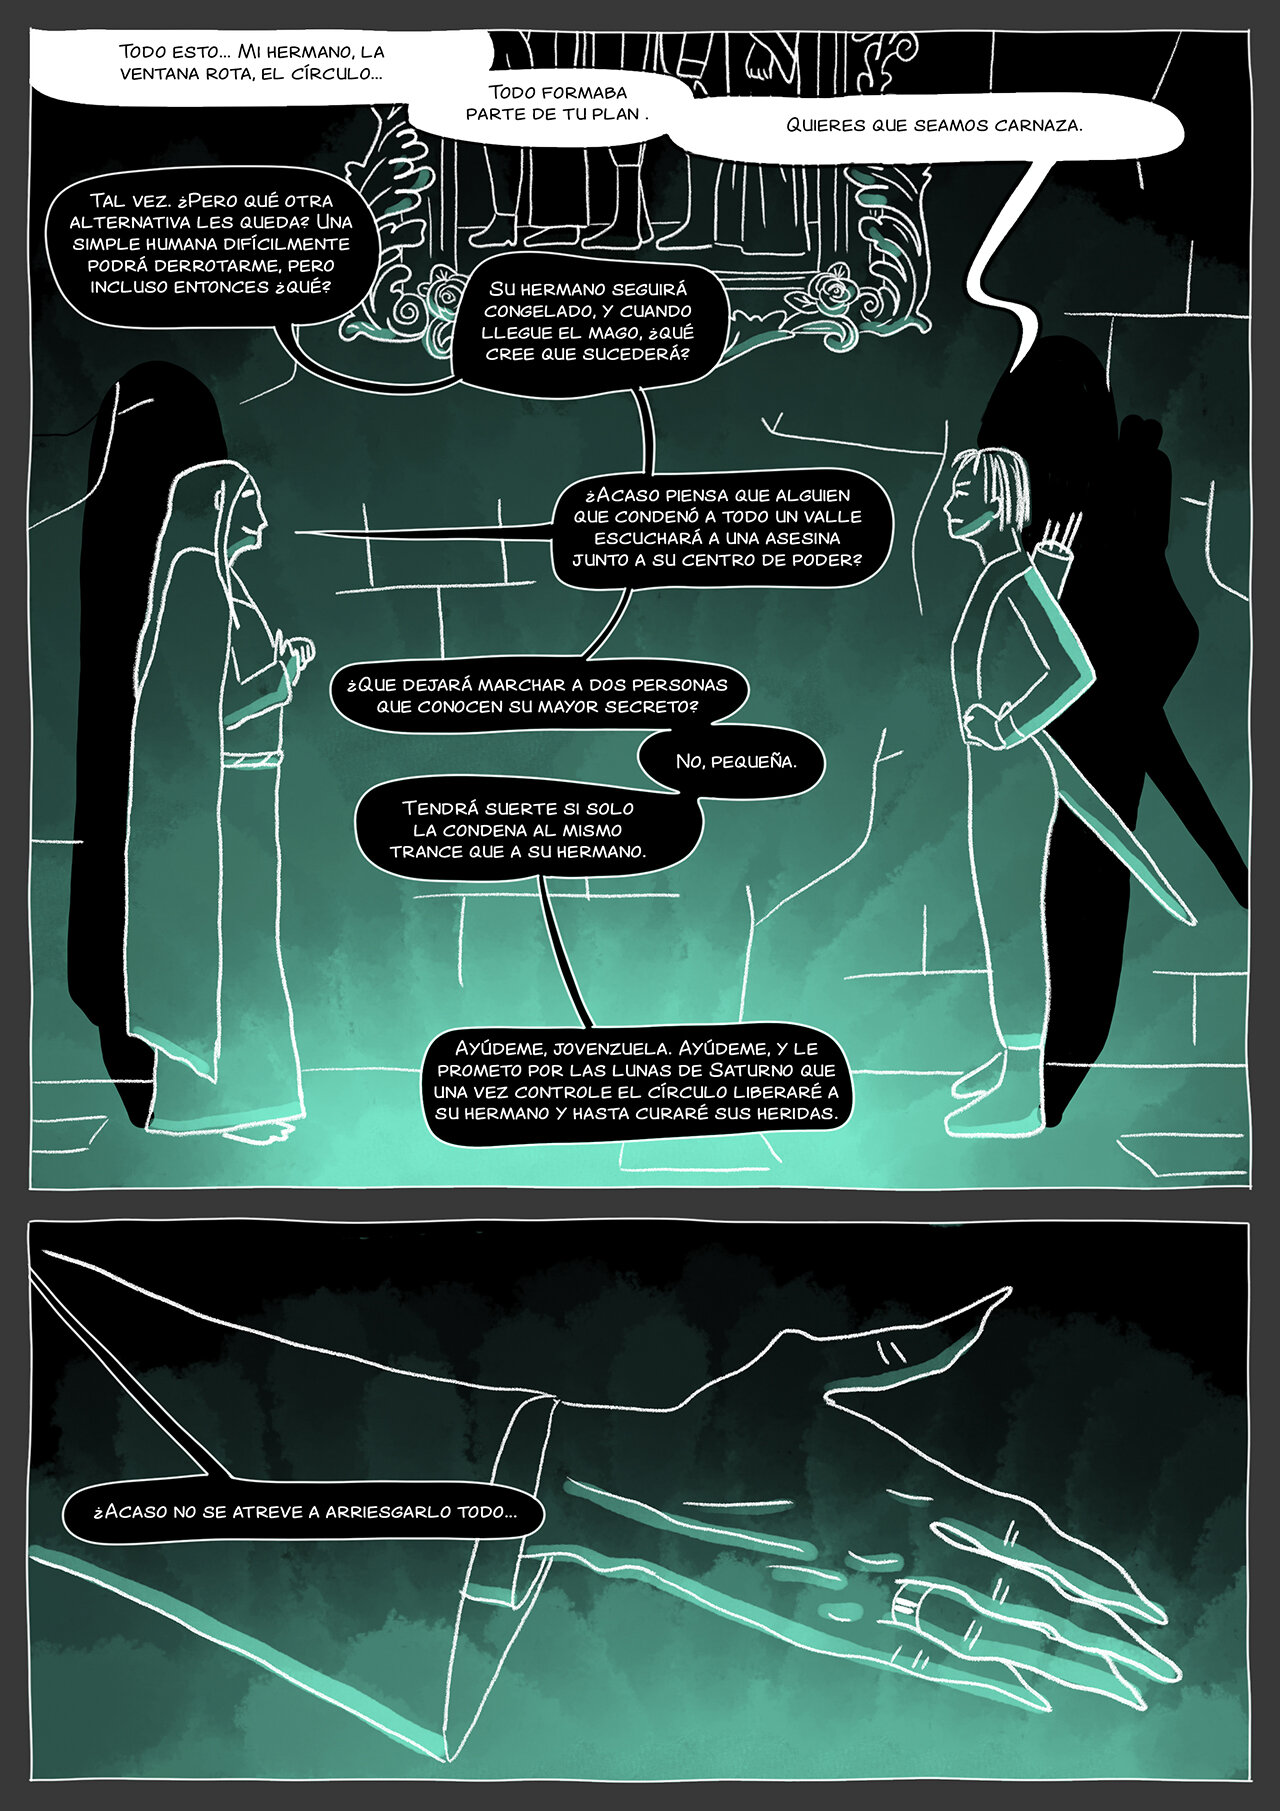 Todo esto... Mi hermano, la
ventana rota, el círculo...
Todo formaba
parte de tu plan .
Quieres que seamos carnaza.
Tal vez. ¿Pero qué otra
alternativa les queda? Una
simple humana difícilmente
podrá derrotarme, pero
incluso entonces ¿qué?
Su hermano seguirá
congelado, y cuando
llegue el mago, ¿qué
cree que sucederá?
¿Acaso piensa que alguien
que condenó a todo un valle
escuchará a una asesina
junto a su centro de poder?
¿Que dejará marchar a dos personas
que conocen su mayor secreto?
No, pequeña.
Tendrá suerte si solo
la condena al mismo
trance que a su hermano.
Ayúdeme, jovenzuela. Ayúdeme, y le
prometo por las lunas de Saturno que
una vez controle el círculo liberaré a
su hermano y hasta curaré sus heridas.
¿Acaso no se atreve a arriesgarlo todo...